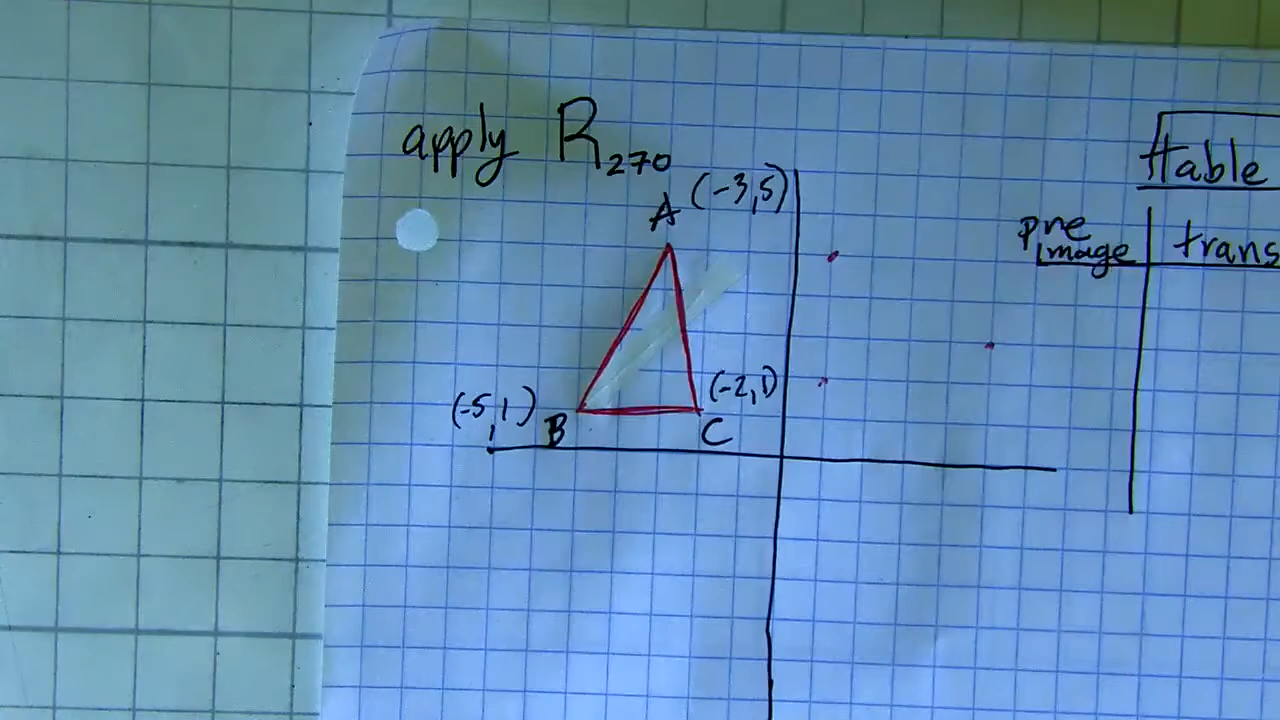 apply R270
A (-3,5)
(-5,1) B
(-2,1)
C
table
pre image
trans